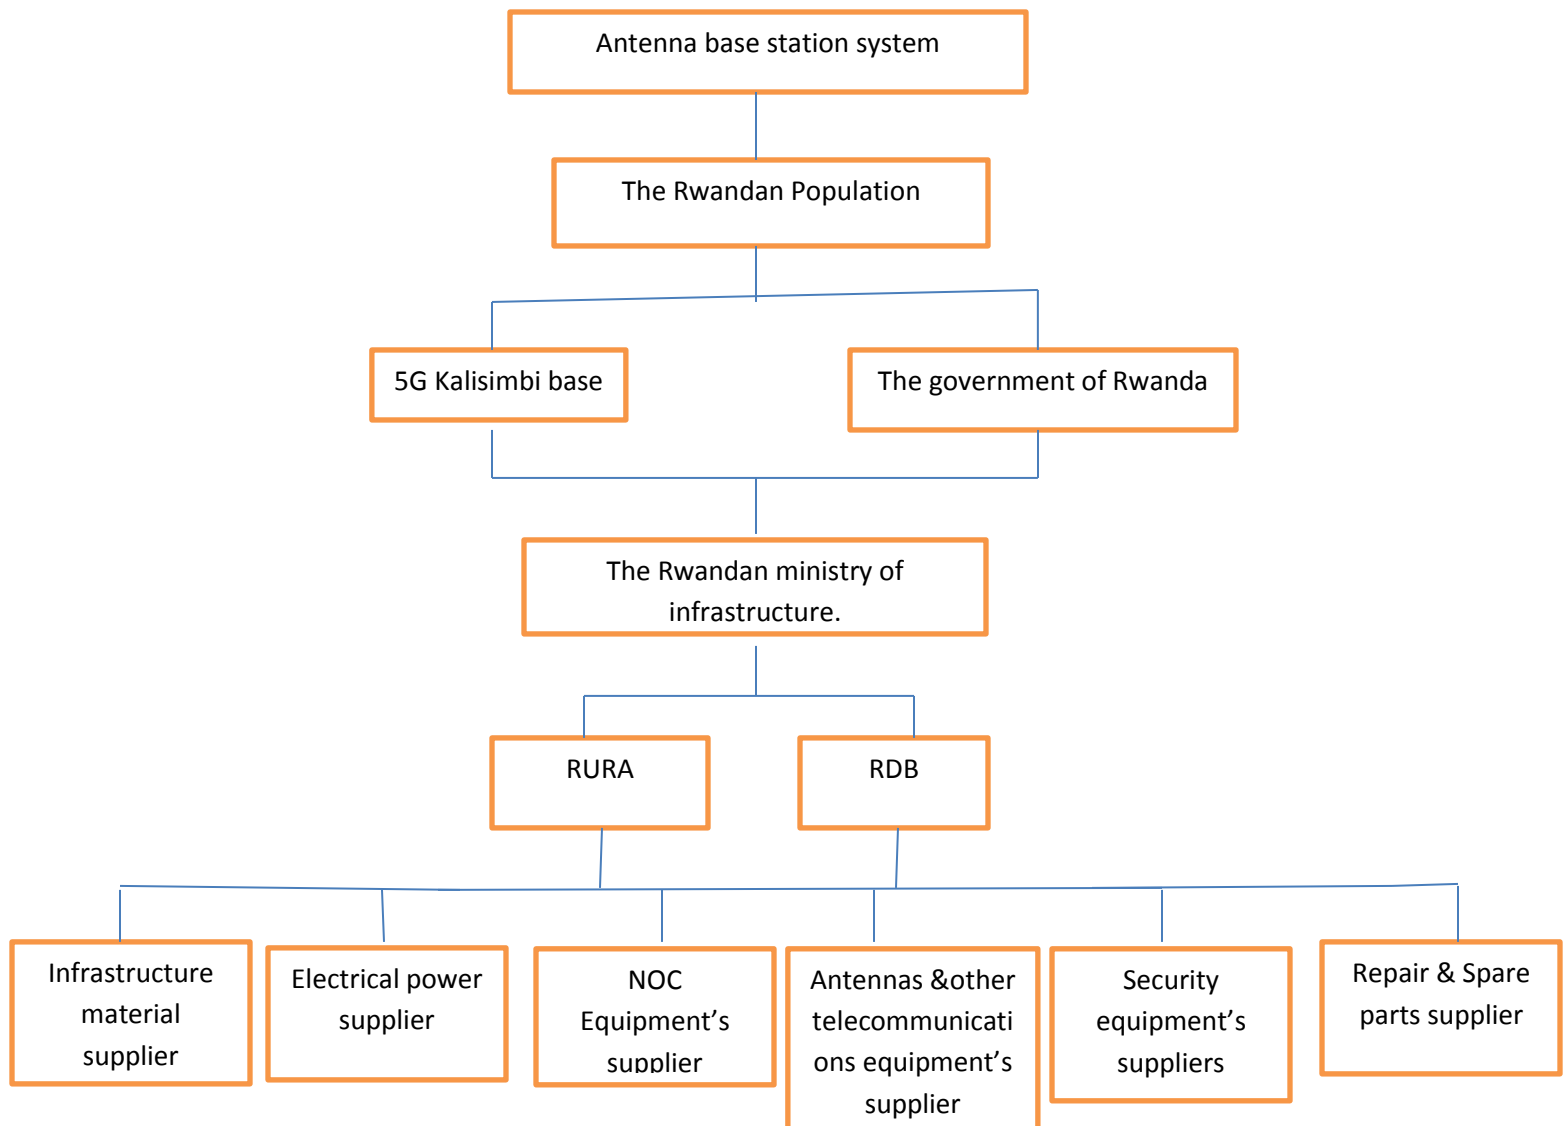 Antenna base station system
The Rwandan Population
5G Kalisimbi base
The government of Rwanda
The Rwandan ministry of
infrastructure.
RURA
RDB
Infrastructure
material
supplier
Electrical power
supplier
NOC
Equipment’s
supplier
Antennas &other
telecommunicati
ons equipment’s
supplier
Security
equipment’s
suppliers
Repair & Spare
parts supplier